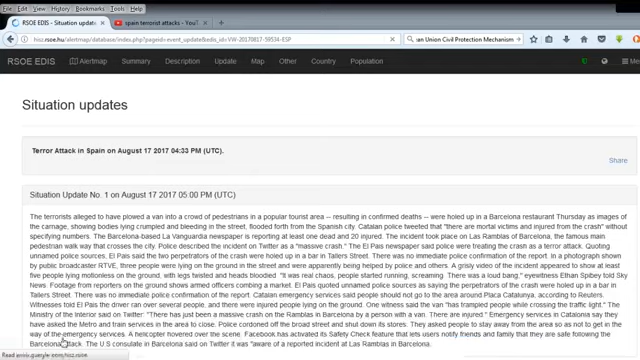 File Edit View History Bookmarks Tools Help
RSOE EDIS - Situation updat... × spain terrorist attacks - Yo... ×
hisz.rsoe.hu/alertmap/database/index.php?pageid=event_update&edis_id=VW-20170817-59534-ESP an Union Civil Protection Mechanism
RSOE EDIS Alertmap Summary Description Update Map Other Country Population
Situation updates
Terror Attack in Spain on August 17 2017 04:33 PM (UTC).
Share
Situation Update No. 1 on August 17 2017 05:00 PM (UTC)
The terrorists alleged to have plowed a van into a crowd of pedestrians in a popular tourist area -- resulting in confirmed deaths -- were holed up in a Barcelona restaurant Thursday as images of
the carnage, showing bodies lying crumpled and bleeding in the street, flooded forth from the Spanish city. Catalan police tweeted that "there are mortal victims and injured from the crash" without
specifying numbers. The Barcelona-based La Vanguardia newspaper is reporting at least one dead and 20 injured. The incident took place on Las Ramblas of Barcelona, the famous main
pedestrian walk way that crosses the city. Police described the incident on Twitter as a "massive crash." The El Pais newspaper said police were treating the crash as a terror attack. Quoting
unnamed police sources. El Pais said the two perpetrators of the crash were holed up in a bar in Tallers Street. There was no immediate police confirmation of the report. In a photograph shown
by public broadcaster RTVE, three people were lying on the ground in the street and were apparently being helped by police and others. A grisly video of the incident appeared to show at least
five people lying motionless on the ground, with legs twisted and heads bloodied "It was real chaos, people started running, screaming. There was a loud bang." eyewitness Ethan Spibey told Sky
News. Footage from reporters on the ground shows armed officers combing a market. El Pais quoted unnamed police sources as saying the perpetrators of the crash were holed up in a bar in
Tallers Street. There was no immediate police confirmation of the report. Catalan emergency services said people should not go to the area around Placa Catalunya, according to Reuters.
Witnesses told El Pais the driver ran over several people, and there were injured lying on the ground. One witness said the van "has trampled people while crossing the traffic light." The
Ministry of the Interior said on Twitter: "There has just been a massive crash on the Ramblas in Barcelona by a person with a van. There are injured" Emergency services in Catalonia say they
have asked the Metro and train services in the area to close. Police cordoned off the broad street and shut down its stores. They asked people to stay away from the area so as not to get in the
way of the emergency services. A helicopter hovered over the scene. Facebook has activated its Safety Check feature that lets users notify friends and family that they are safe following the
Barcelona attack. The U.S consulate in Barcelona said on Twitter it was "aware of a reported incident at Las Ramblas in Barcelona.